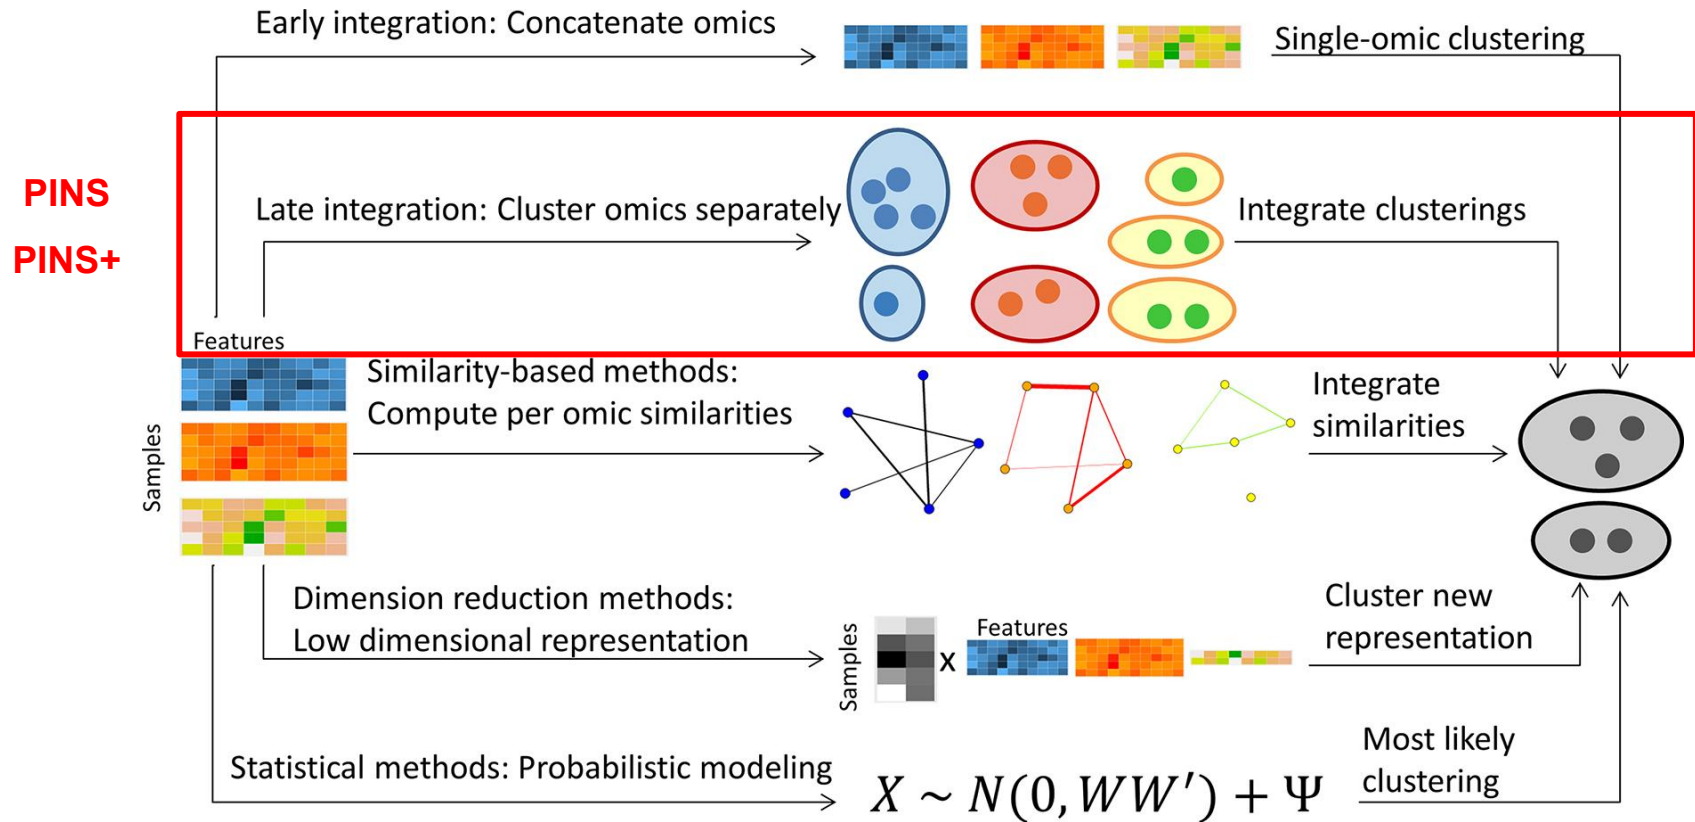 Early integration: Concatenate omics
Single-omic clustering
PINS
PINS+
Late integration: Cluster omics separately
Integrate clusterings
Features
Samples
Similarity-based methods:
Compute per omic similarities
Integrate
similarities
Dimension reduction methods:
Low dimensional representation
Samples
x
Features
Cluster new
representation
Statistical methods: Probabilistic modeling
X ~ N(0, WW′) + Ψ
Most likely
clustering